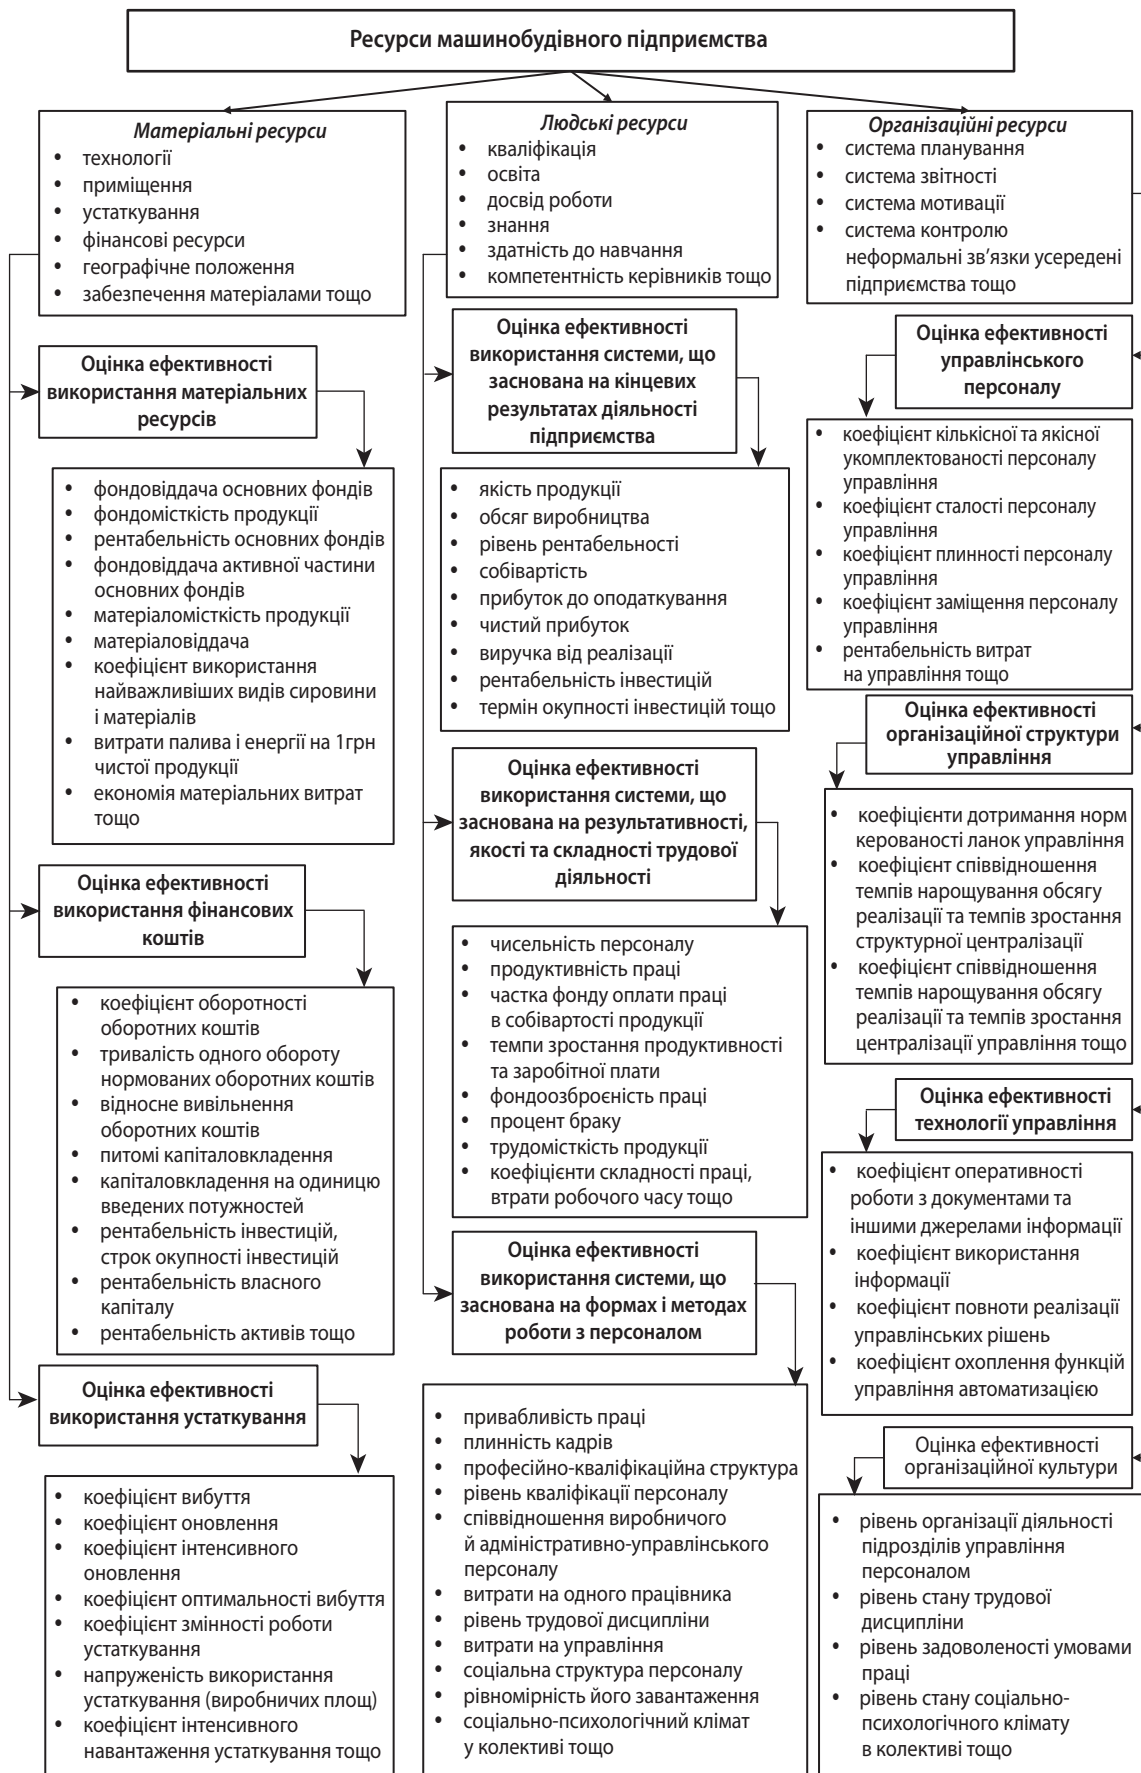 Ресурси машинобудівного підприємства
Матеріальні ресурси
• технології
• приміщення
• устаткування
• фінансові ресурси
• географічне положення
• забезпечення матеріалами тощо
Оцінка ефективності
використання матеріальних
ресурсів
• фондовіддача основних фондів
• фондомісткість продукції
• рентабельність основних фондів
• фондовіддача активної частини
основних фондів
• матеріаломісткість продукції
• матеріаловіддача
• коефіцієнт використання
найважливіших видів сировини
і матеріалів
• витрати палива і енергії на 1грн
чистої продукції
• економія матеріальних витрат
тощо
Оцінка ефективності
використання фінансових
коштів
• коефіцієнт оборотності
оборотних коштів
• тривалість одного обороту
нормованих оборотних коштів
• відносне вивільнення
оборотних коштів
• питомі капіталовкладення
• капіталовкладення на одиницю
введених потужностей
• рентабельність інвестицій,
строк окупності інвестицій
• рентабельність власного
капіталу
• рентабельність активів тощо
Оцінка ефективності
використання устаткування
• коефіцієнт вибуття
• коефіцієнт оновлення
• коефіцієнт інтенсивного
оновлення
• коефіцієнт оптимальності вибуття
• коефіцієнт змінності роботи
устаткування
• напруженість використання
устаткування (виробничих площ)
• коефіцієнт інтенсивного
навантаження устаткування тощо
Людські ресурси
• кваліфікація
• освіта
• досвід роботи
• знання
• здатність до навчання
• компетентність керівників тощо
Оцінка ефективності
використання системи, що
заснована на кінцевих
результатах діяльності
підприємства
• якість продукції
• обсяг виробництва
• рівень рентабельності
• собівартість
• прибуток до оподаткування
• чистий прибуток
• виручка від реалізації
• рентабельність інвестицій
• термін окупності інвестицій тощо
Оцінка ефективності
використання системи, що
заснована на результативності,
якості та складності трудової
діяльності
• чисельність персоналу
• продуктивність праці
• частка фонду оплати праці
в собівартості продукції
• темпи зростання продуктивності
та заробітної плати
• фондоозброєність праці
• процент браку
• трудомісткість продукції
• коефіцієнти складності праці,
втрати робочого часу тощо
Оцінка ефективності
використання системи, що
заснована на формах і методах
роботи з персоналом
• привабливість праці
• плинність кадрів
• професійно-кваліфікаційна структура
• рівень кваліфікації персоналу
• співвідношення виробничого
й адміністративно-управлінського
персоналу
• витрати на одного працівника
• рівень трудової дисципліни
• витрати на управління
• соціальна структура персоналу
• рівномірність його завантаження
• соціально-психологічний клімат
у колективі тощо
Організаційні ресурси
• система планування
• система звітності
• система мотивації
• система контролю
неформальні зв'язки усередені
підприємства тощо
Оцінка ефективності
управлінського
персоналу
• коефіцієнт кількісної та якісної
укомплектованості персоналу
управління
• коефіцієнт сталості персоналу
управління
• коефіцієнт плинності персоналу
управління
• коефіцієнт заміщення персоналу
управління
• рентабельність витрат
на управління тощо
Оцінка ефективності
організаційної структури
управління
• коефіцієнти дотримання норм
керованості ланок управління
• коефіцієнт співвідношення
темпів нарощування обсягу
реалізації та темпів зростання
структурної централізації
• коефіцієнт співвідношення
темпів нарощування обсягу
реалізації та темпів зростання
централізації управління тощо
Оцінка ефективності
технології управління
• коефіцієнт оперативності
роботи з документами та
іншими джерелами інформації
• коефіцієнт використання
інформації
• коефіцієнт повноти реалізації
управлінських рішень
• коефіцієнт охоплення функцій
управління автоматизацією
Оцінка ефективності
організаційної культури
• рівень організації діяльності
підрозділів управління
персоналом
• рівень стану трудової
дисципліни
• рівень задоволеності умовами
праці
• рівень стану соціально-
психологічного клімату
в колективі тощо